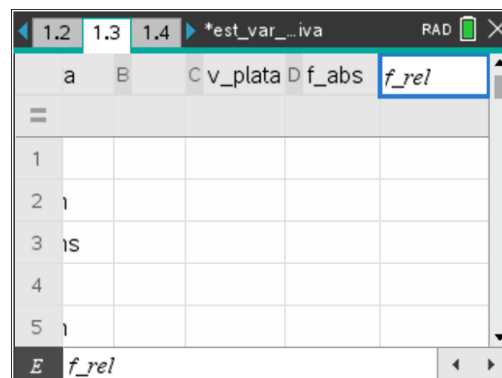 1.2 1.3 1.4 *est_var_…iva RAD
a B C v_plata D f_abs f_rel
=
1
2 n
3 ns
4
5 n
E f_rel